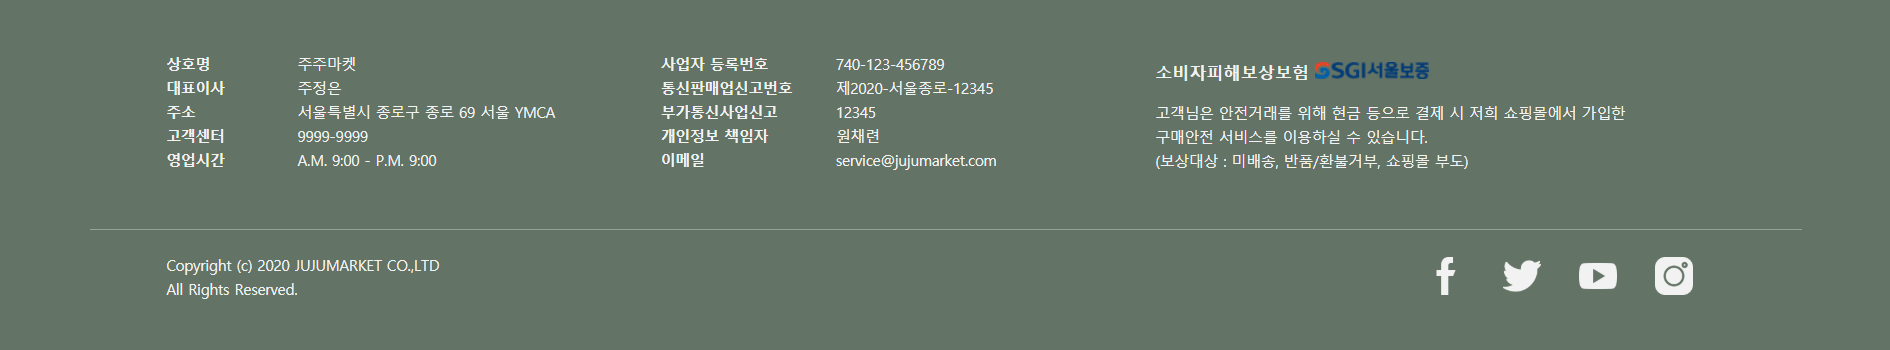 상호명 주주마켓
대표이사 주정은
주소 서울특별시 종로구 종로 69 서울 YMCA
고객센터 9999-9999
영업시간 A.M. 9:00 - P.M. 9:00
사업자 등록번호 740-123-456789
통신판매업신고번호 제2020-서울종로-12345
부가통신사업신고 12345
개인정보 책임자 원채련
이메일 service@jujumarket.com
소비자피해보상보험 SGI서울보증
고객님은 안전거래를 위해 현금 등으로 결제 시 저희 쇼핑몰에서 가입한
구매안전 서비스를 이용하실 수 있습니다.
(보상대상 : 미배송, 반품/환불거부, 쇼핑몰 부도)
Copyright (c) 2020 JUJUMARKET CO.,LTD
All Rights Reserved.